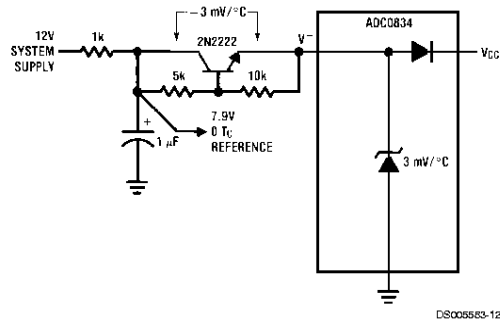 −3 mV/°C
ADC0834
12V
SYSTEM
SUPPLY
1k
2N2222
V−
VCC
5k
10k
+
1 µF
7.9V
0 TC
REFERENCE
3 mV/°C
DS005583-12